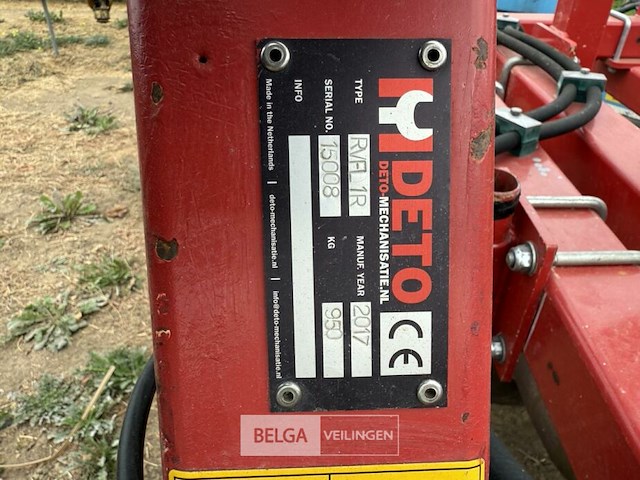 DETO
DETO-MECHANISATIE.NL
TYPE RVFL 1R MANUF. YEAR 2017
SERIAL NO. 15008 KG 950
INFO
Made in the Netherlands | deto-mechanisatie.nl | info@deto-mechanisatie.nl
CE
BELGA VEILINGEN